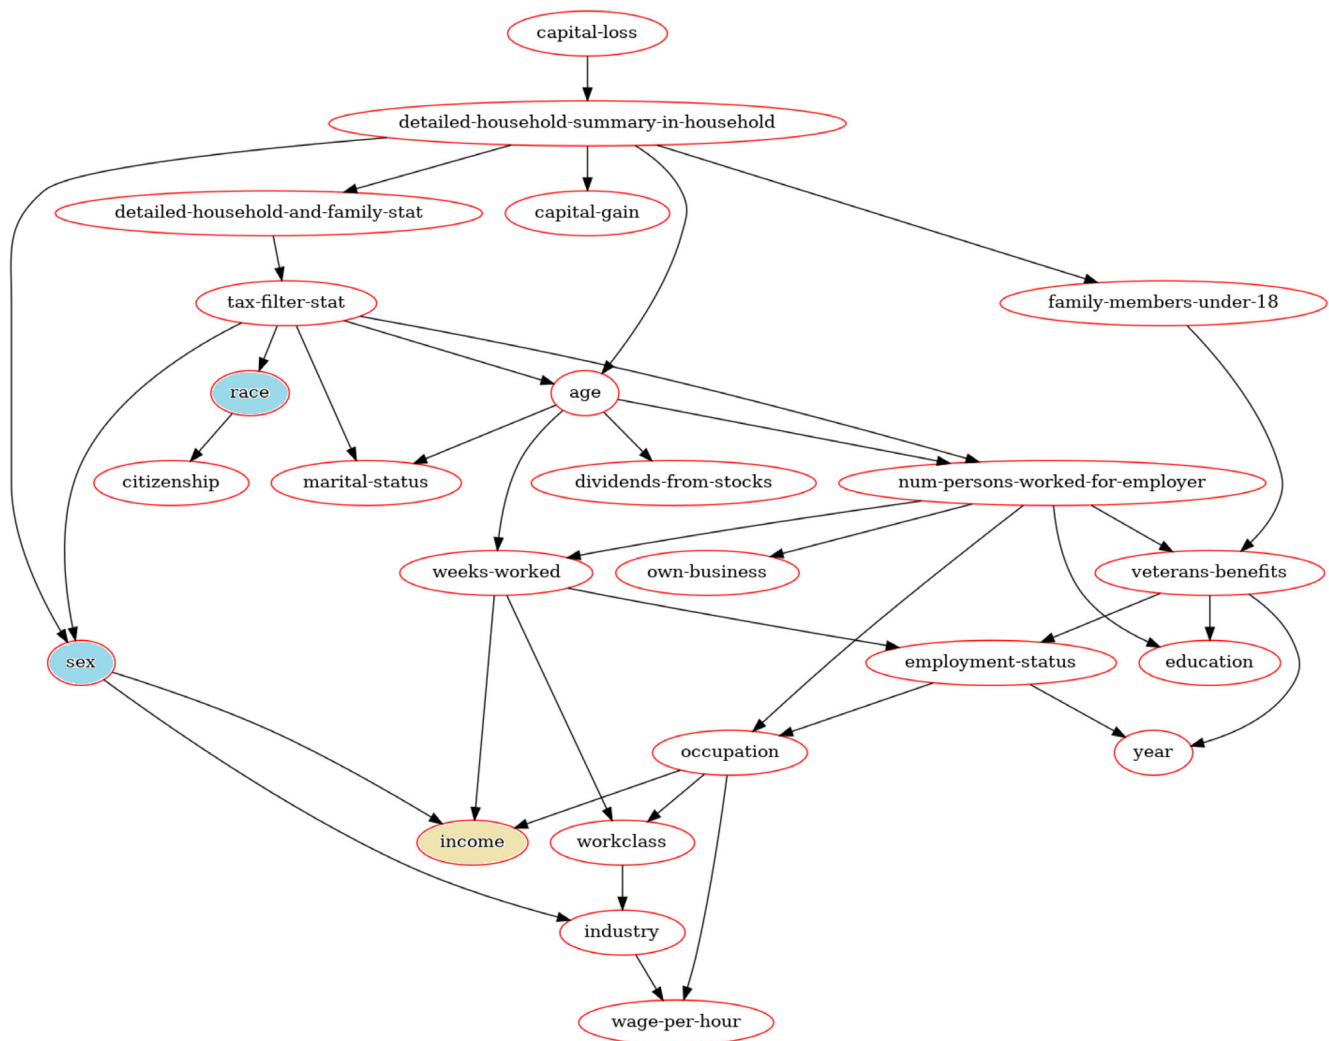 capital-loss
detailed-household-summary-in-household
detailed-household-and-family-stat
capital-gain
tax-filter-stat
family-members-under-18
race
age
citizenship
marital-status
dividends-from-stocks
num-persons-worked-for-employer
weeks-worked
own-business
veterans-benefits
sex
employment-status
education
occupation
year
income
workclass
industry
wage-per-hour